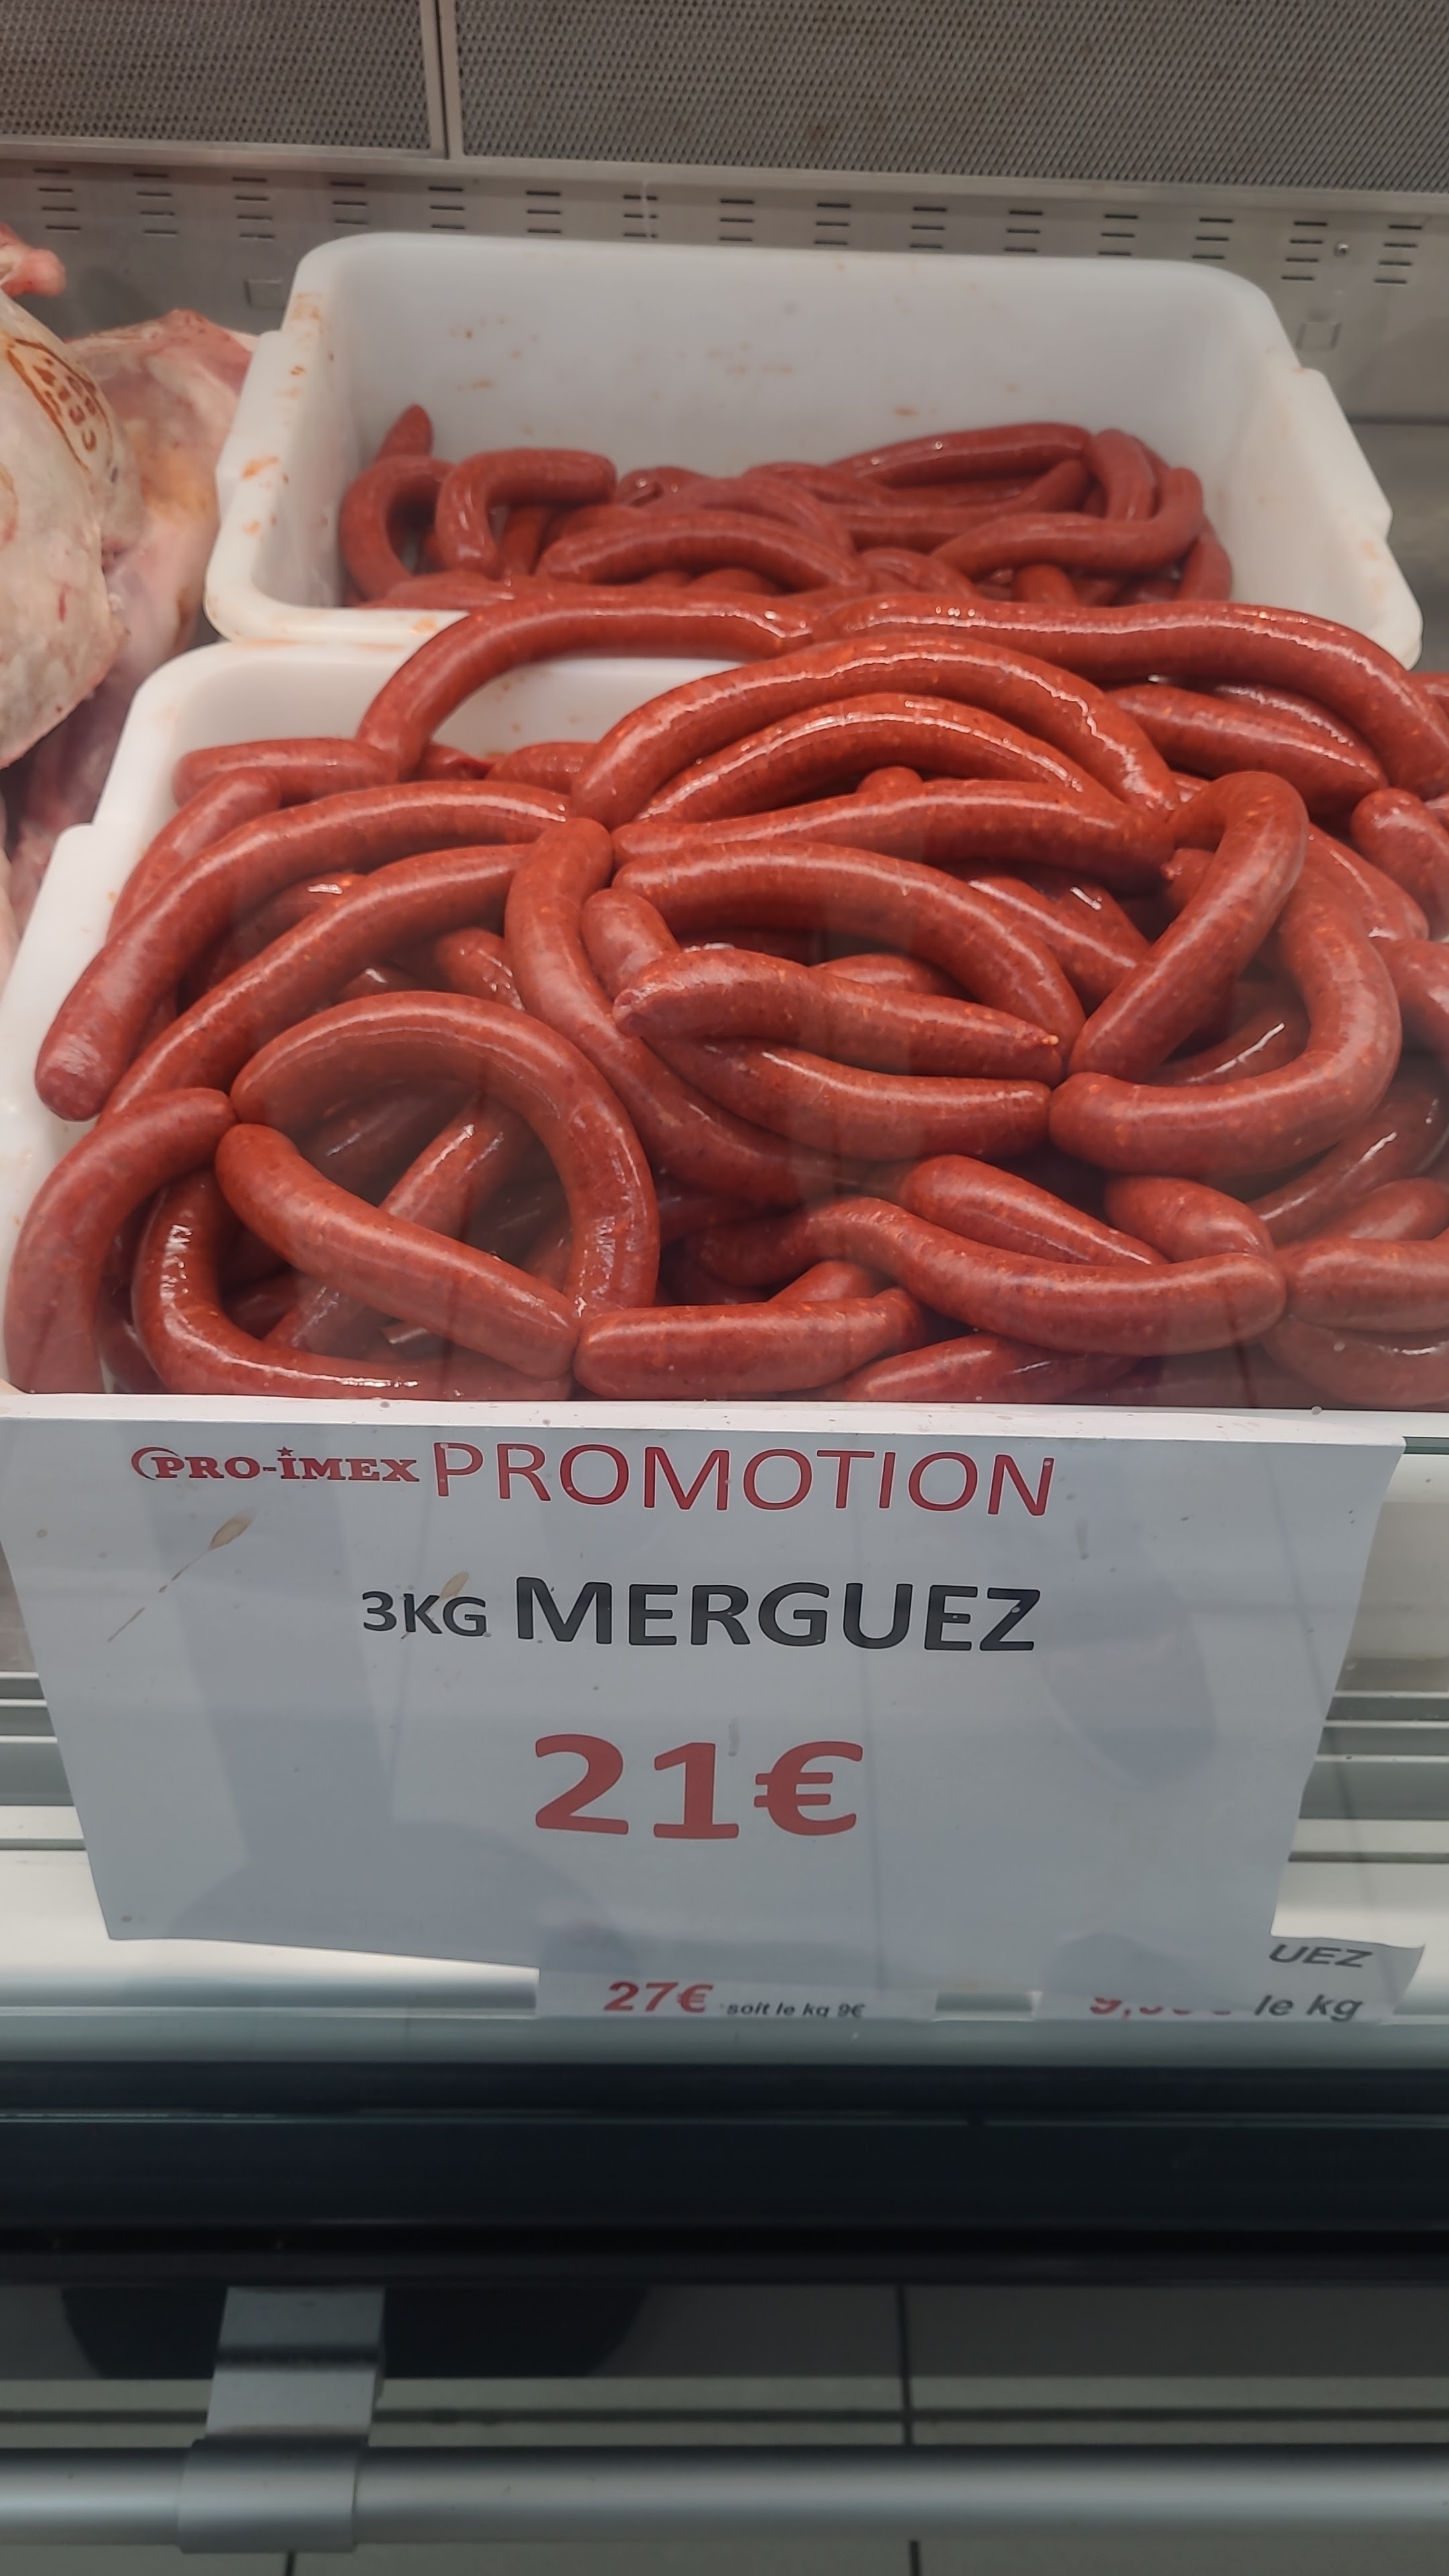 PRO-IMEX PROMOTION
3KG MERGUEZ
21€
UEZ
27€ soit le kg 9€
le kg